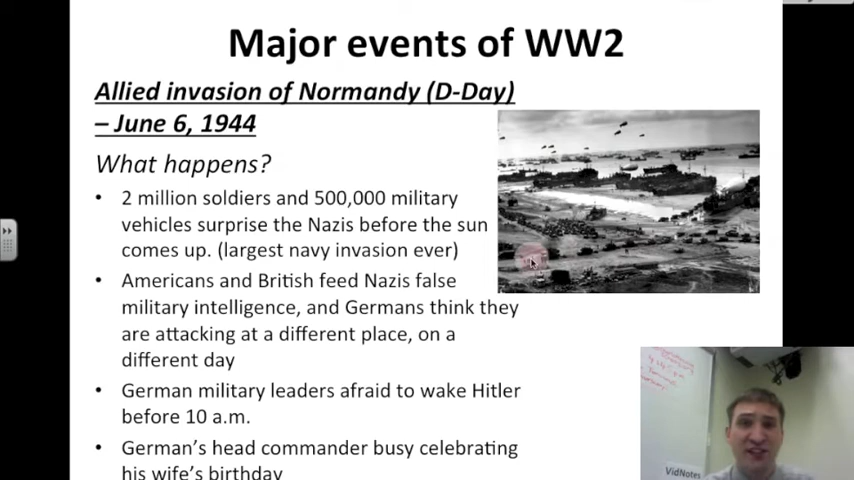 Major events of WW2
Allied invasion of Normandy (D-Day)
– June 6, 1944
What happens?
• 2 million soldiers and 500,000 military
vehicles surprise the Nazis before the sun
comes up. (largest navy invasion ever)
• Americans and British feed Nazis false
military intelligence, and Germans think they
are attacking at a different place, on a
different day
• German military leaders afraid to wake Hitler
before 10 a.m.
• German's head commander busy celebrating
his wife's birthday
VidNotes